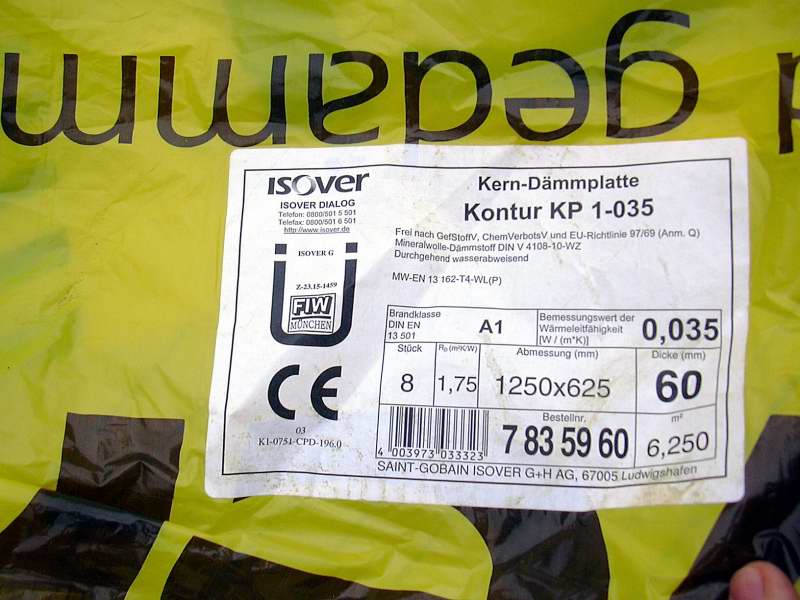 gedämm
ISOVER
ISOVER DIALOG
Telefon: 0800/501 5 501
Telefax: 0800/501 6 501
http://www.isover.de
ISOVER G
Z-23.15-1459
FIW
MÜNCHEN
CE
03
K1-0751-CPD-196.0
Kern-Dämmplatte
Kontur KP 1-035
Frei nach GefStoffV, ChemVerbotsV und EU-Richtlinie 97/69 (Anm. Q)
Mineralwolle-Dämmstoff DIN V 4108-10-WZ
Durchgehend wasserabweisend
MW-EN 13 162-T4-WL(P)
Brandklasse
DIN EN
13 501
A1
Bemessungswert der
Wärmeleitfähigkeit
[W / (m*K)]
0,035
Stück
8
RD (m²K/W)
1,75
Abmessung (mm)
1250x625
Dicke (mm)
60
4 003973 033323
Bestellnr.
7 83 59 60
m²
6,250
SAINT-GOBAIN ISOVER G+H AG, 67005 Ludwigshafen